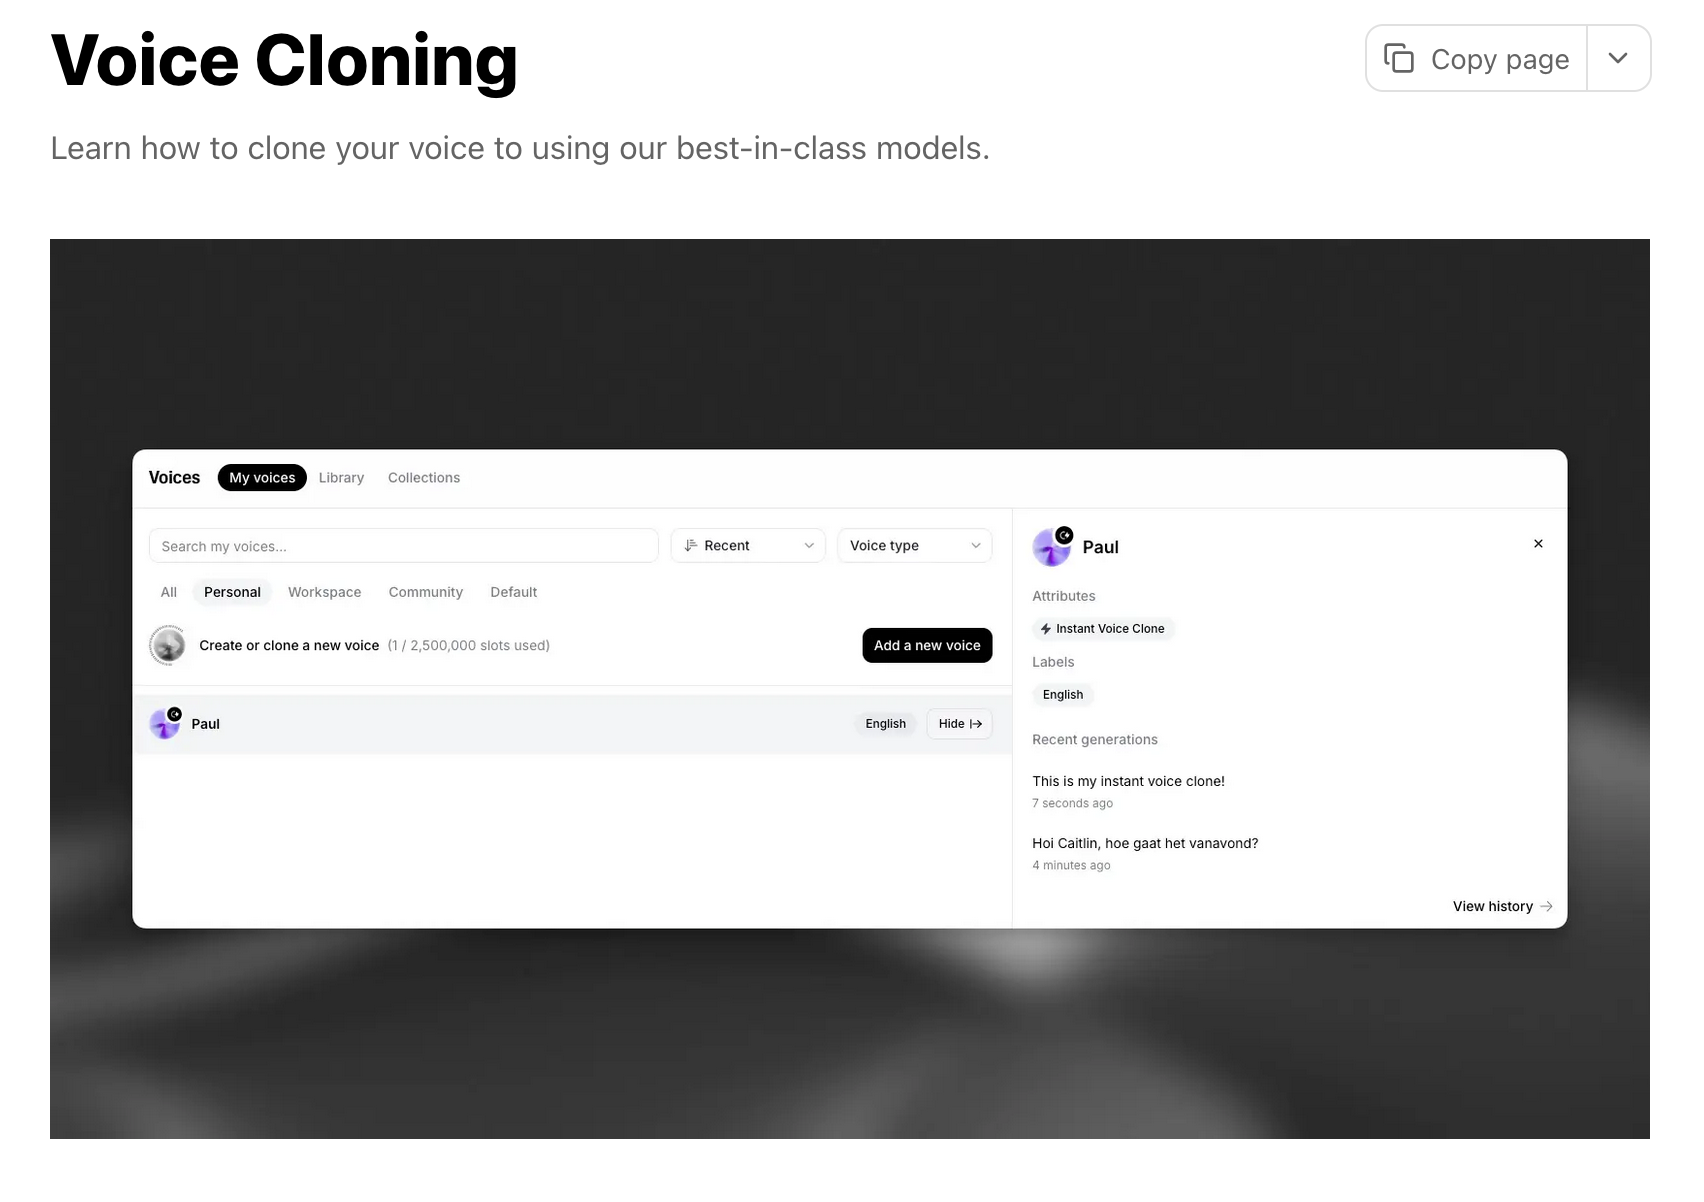 Voice Cloning
Copy page
Learn how to clone your voice to using our best-in-class models.
Voices My voices Library Collections
Search my voices... Recent Voice type
All Personal Workspace Community Default
Create or clone a new voice (1 / 2,500,000 slots used) Add a new voice
Paul English Hide
Paul
Attributes
Instant Voice Clone
Labels
English
Recent generations
This is my instant voice clone!
7 seconds ago
Hoi Caitlin, hoe gaat het vanavond?
4 minutes ago
View history